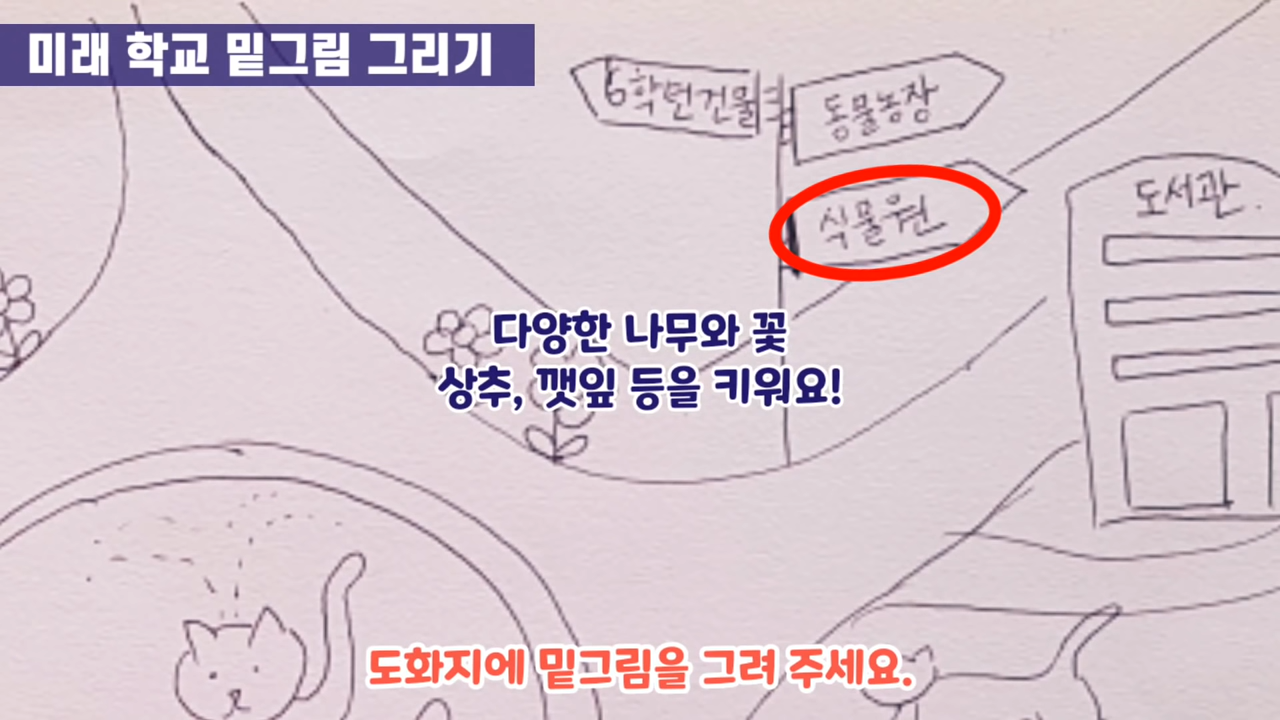 미래 학교 밑그림 그리기
6학년건물
동물농장
식물원
도서관.
다양한 나무와 꽃
상추, 깻잎 등을 키워요!
도화지에 밑그림을 그려 주세요.